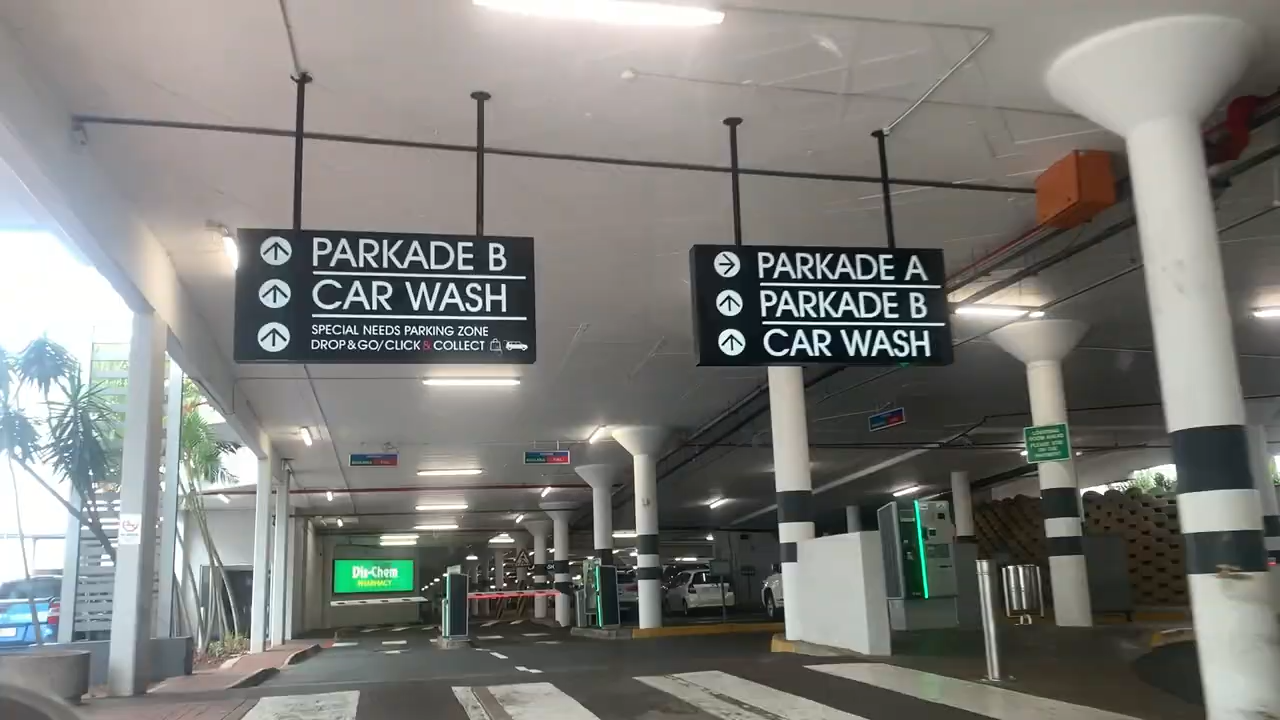 PARKADE B
CAR WASH
SPECIAL NEEDS PARKING ZONE
DROP&GO/CLICK & COLLECT
PARKADE A
PARKADE B
CAR WASH
Dis-Chem
PHARMACY